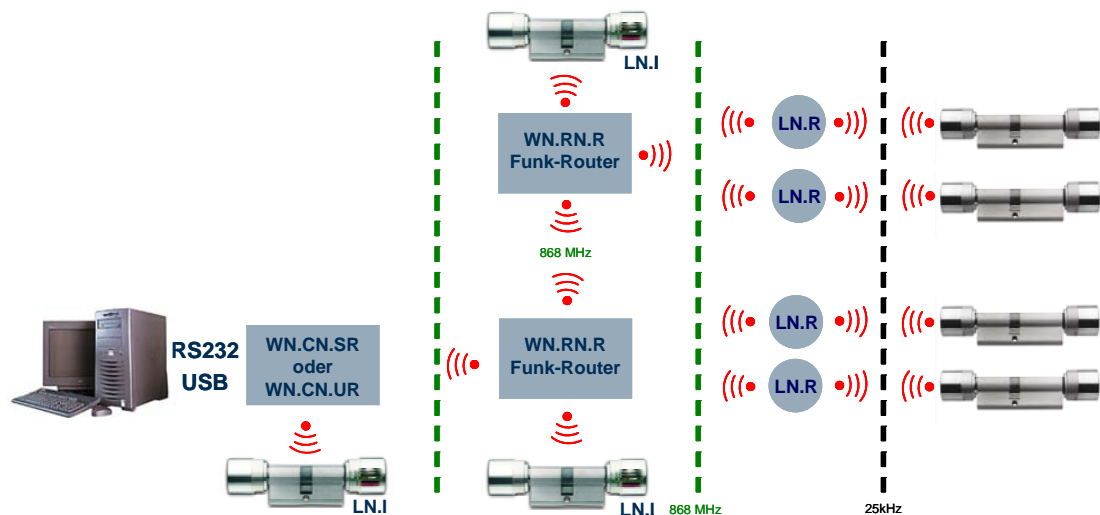 LN.I
WN.RN.R
Funk-Router
LN.R
LN.R
868 MHz
RS232
USB
WN.CN.SR
oder
WN.CN.UR
WN.RN.R
Funk-Router
LN.R
LN.R
LN.I
LN.I
868 MHz
25kHz